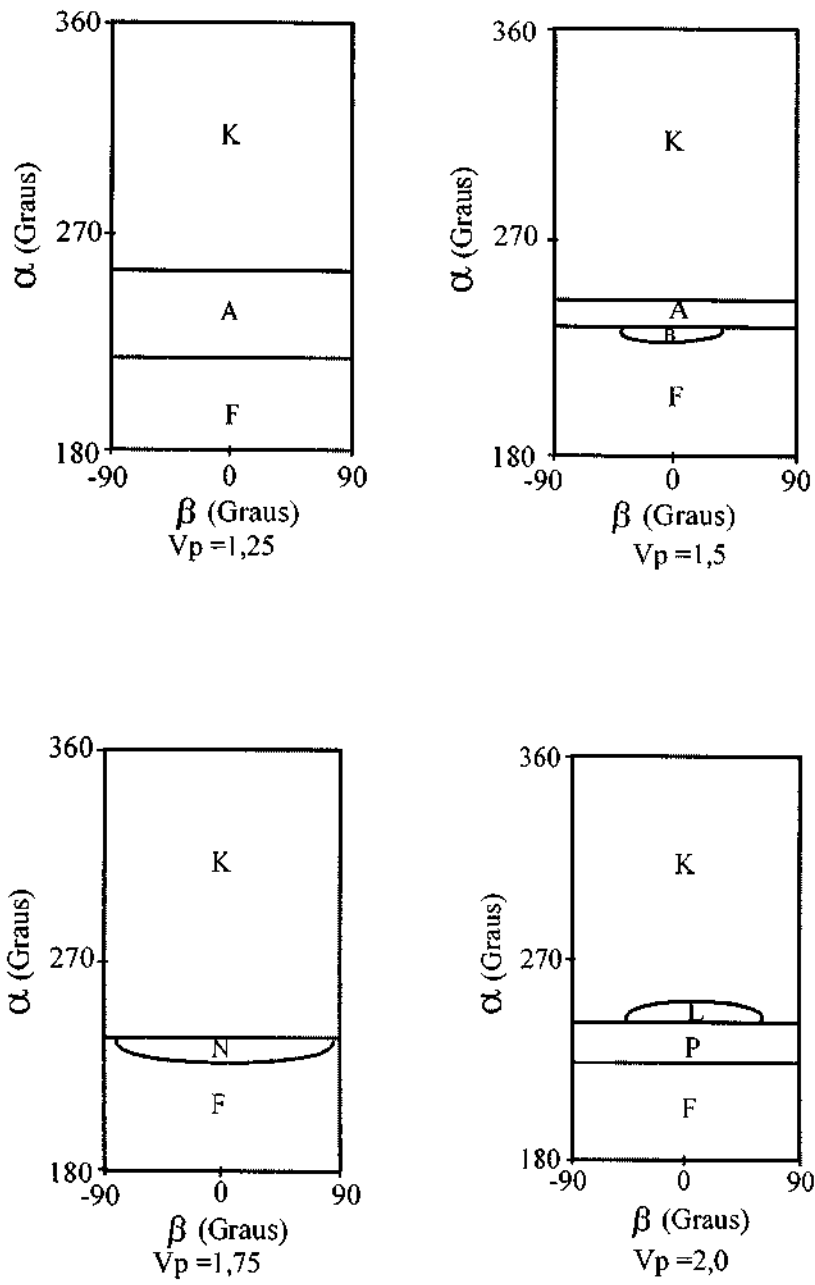 360
K
α (Graus)
270
A
F
180
-90 0 90
β (Graus)
Vp =1,25
360
K
α (Graus)
270
A
B
F
180
-90 0 90
β (Graus)
Vp =1,5
360
K
α (Graus)
270
N
F
180
-90 0 90
β (Graus)
Vp =1,75
360
K
α (Graus)
270
L
P
F
180
-90 0 90
β (Graus)
Vp =2,0